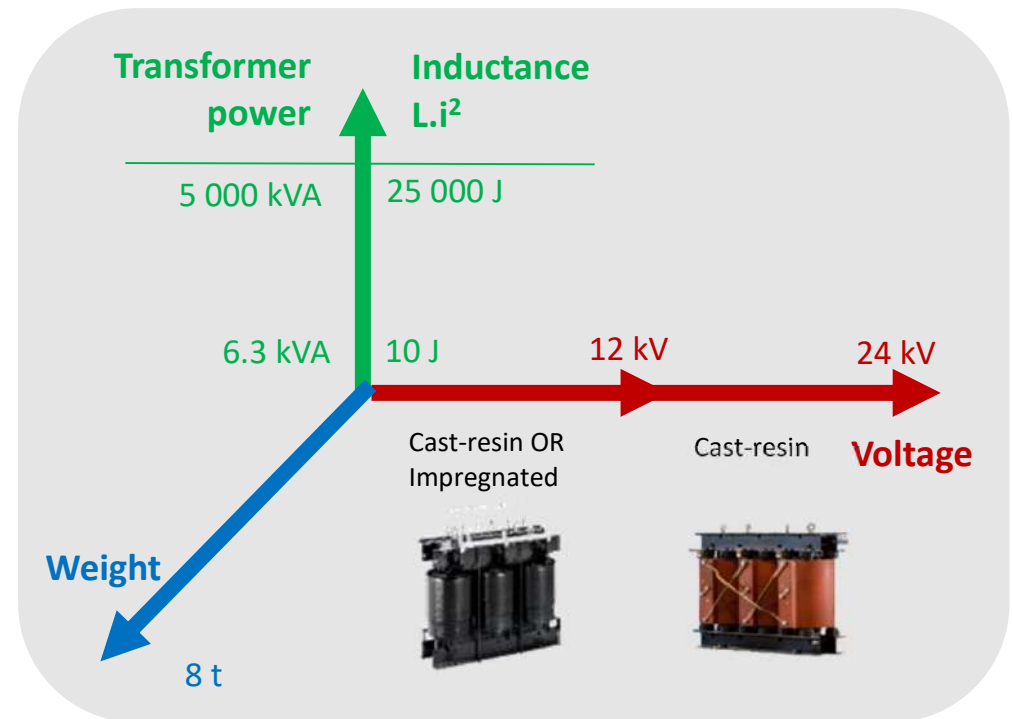 Transformer power
Inductance L.i²
5 000 kVA
25 000 J
6.3 kVA
10 J
12 kV
24 kV
Cast-resin OR
Impregnated
Cast-resin
Voltage
Weight
8 t